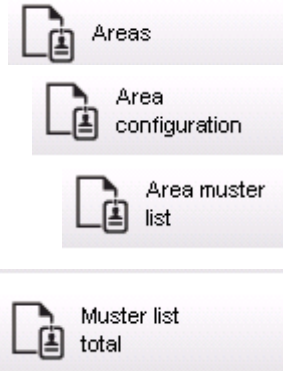 Areas
Area
configuration
Area muster
list
Muster list
total